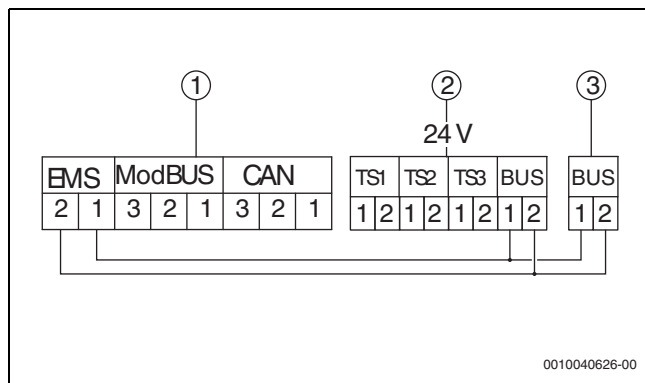 1 2 3
24 V
EMS ModBUS CAN TS1 TS2 TS3 BUS BUS
2 1 3 2 1 3 2 1 1 2 1 2 1 2 1 2 1 2
0010040626-00